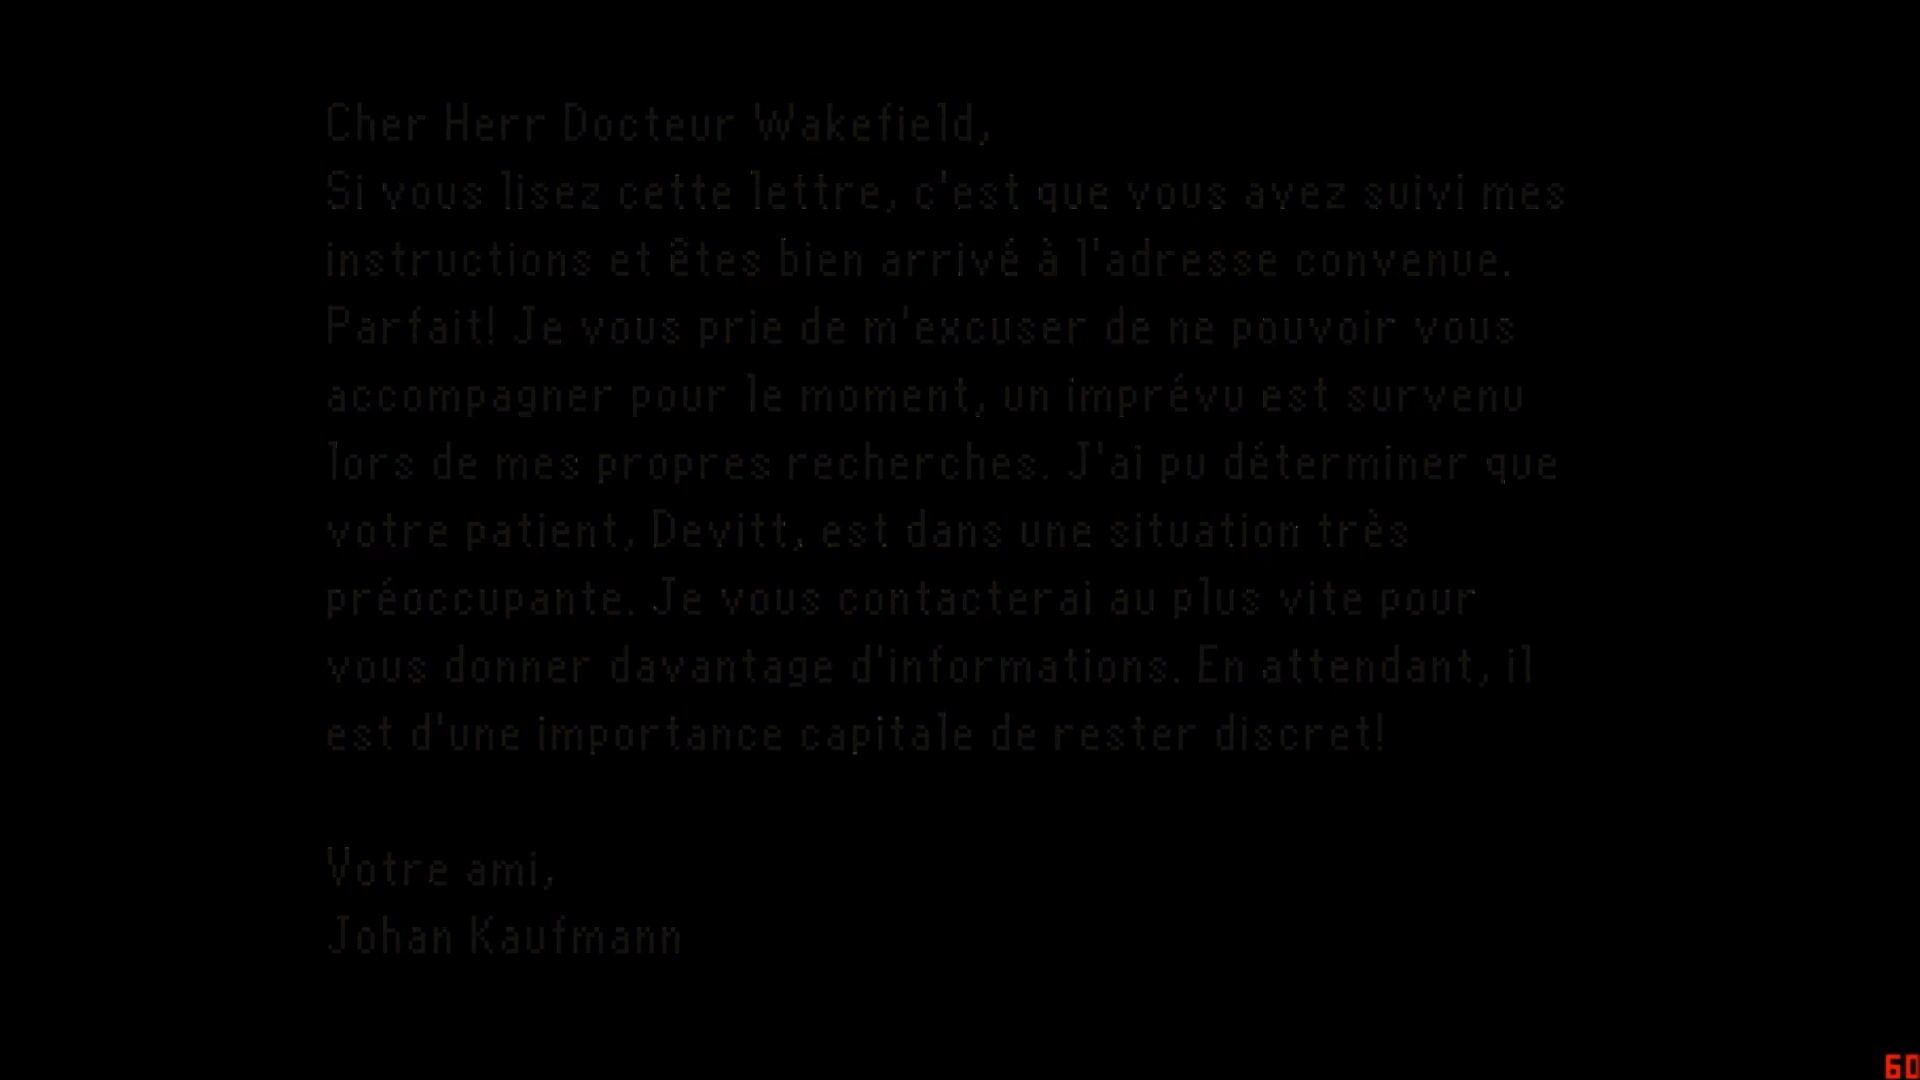 Cher Herr Docteur Wakefield,
Si vous lisez cette lettre, c'est que vous avez suivi mes
instructions et êtes bien arrivé à l'adresse convenue.
Parfait! Je vous prie de m'excuser de ne pouvoir vous
accompagner pour le moment, un imprévu est survenu
lors de mes propres recherches. J'ai pu déterminer que
votre patient, Devitt, est dans une situation très
préoccupante. Je vous contacterai au plus vite pour
vous donner davantage d'informations. En attendant, il
est d'une importance capitale de rester discret!
Votre ami,
Johan Kaufmann
60